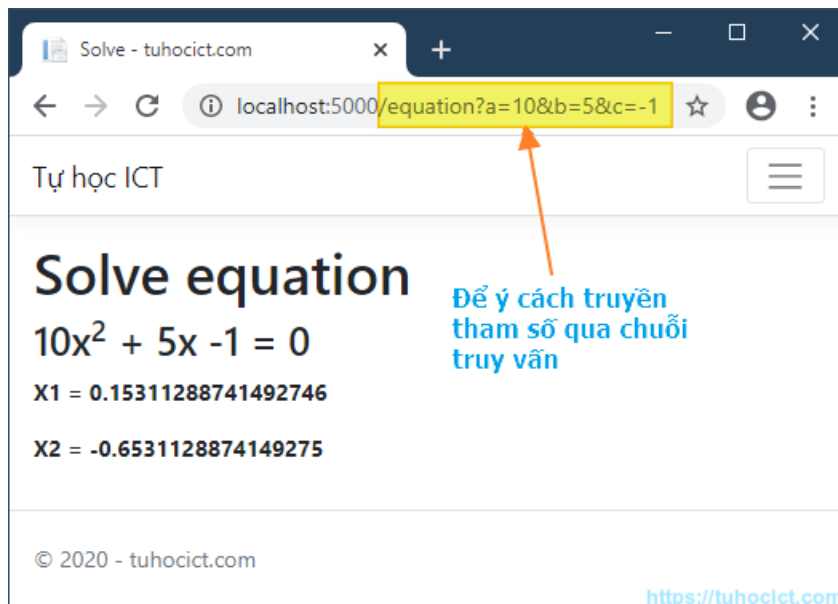 Solve - tuhocict.com
localhost:5000/equation?a=10&b=5&c=-1
Tự học ICT
Solve equation
10x² + 5x -1 = 0
X1 = 0.15311288741492746
X2 = -0.6531128874149275
Để ý cách truyền
tham số qua chuỗi
truy vấn
© 2020 - tuhocict.com
https://tuhocict.com